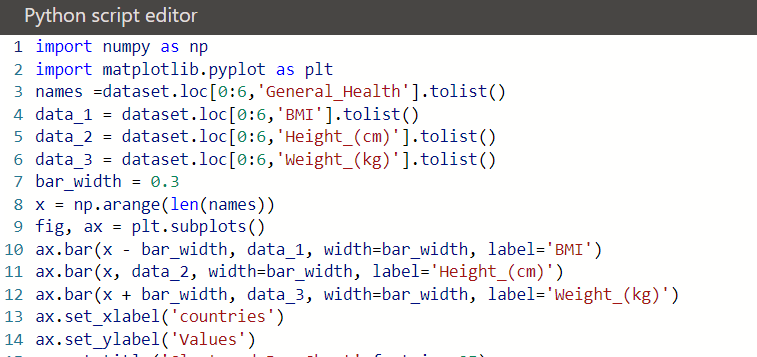 Python script editor
1 import numpy as np
2 import matplotlib.pyplot as plt
3 names =dataset.loc[0:6,'General_Health'].tolist()
4 data_1 = dataset.loc[0:6,'BMI'].tolist()
5 data_2 = dataset.loc[0:6,'Height_(cm)'].tolist()
6 data_3 = dataset.loc[0:6,'Weight_(kg)'].tolist()
7 bar_width = 0.3
8 x = np.arange(len(names))
9 fig, ax = plt.subplots()
10 ax.bar(x - bar_width, data_1, width=bar_width, label='BMI')
11 ax.bar(x, data_2, width=bar_width, label='Height_(cm)')
12 ax.bar(x + bar_width, data_3, width=bar_width, label='Weight_(kg)')
13 ax.set_xlabel('countries')
14 ax.set_ylabel('Values')